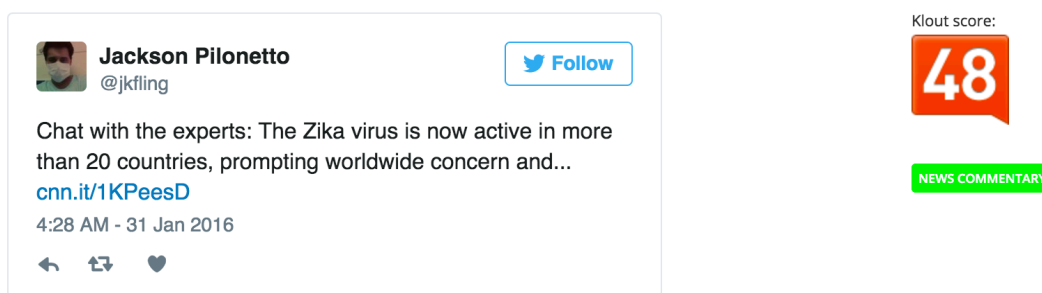 Klout score:
48
Jackson Pilonetto
@jkfling
Follow
Chat with the experts: The Zika virus is now active in more
than 20 countries, prompting worldwide concern and...
cnn.it/1KPeesD
4:28 AM - 31 Jan 2016
NEWS COMMENTARY